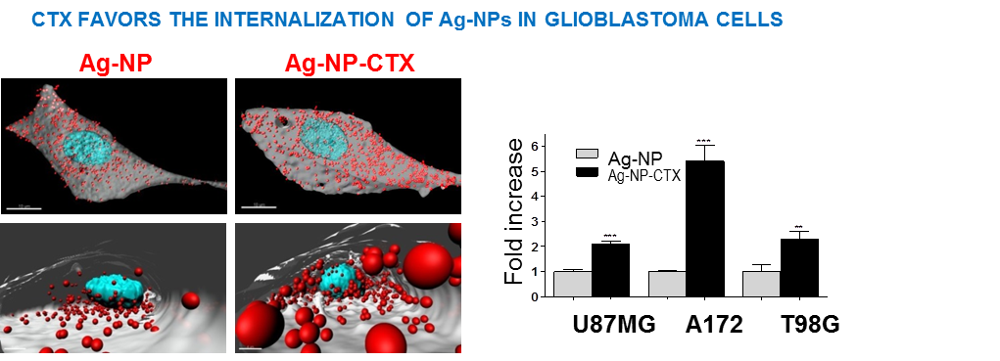 CTX FAVORS THE INTERNALIZATION OF Ag-NPs IN GLIOBLASTOMA CELLS
Ag-NP
Ag-NP-CTX
Fold increase
6
5
4
3
2
1
0
Ag-NP
Ag-NP-CTX
***
***
**
U87MG
A172
T98G